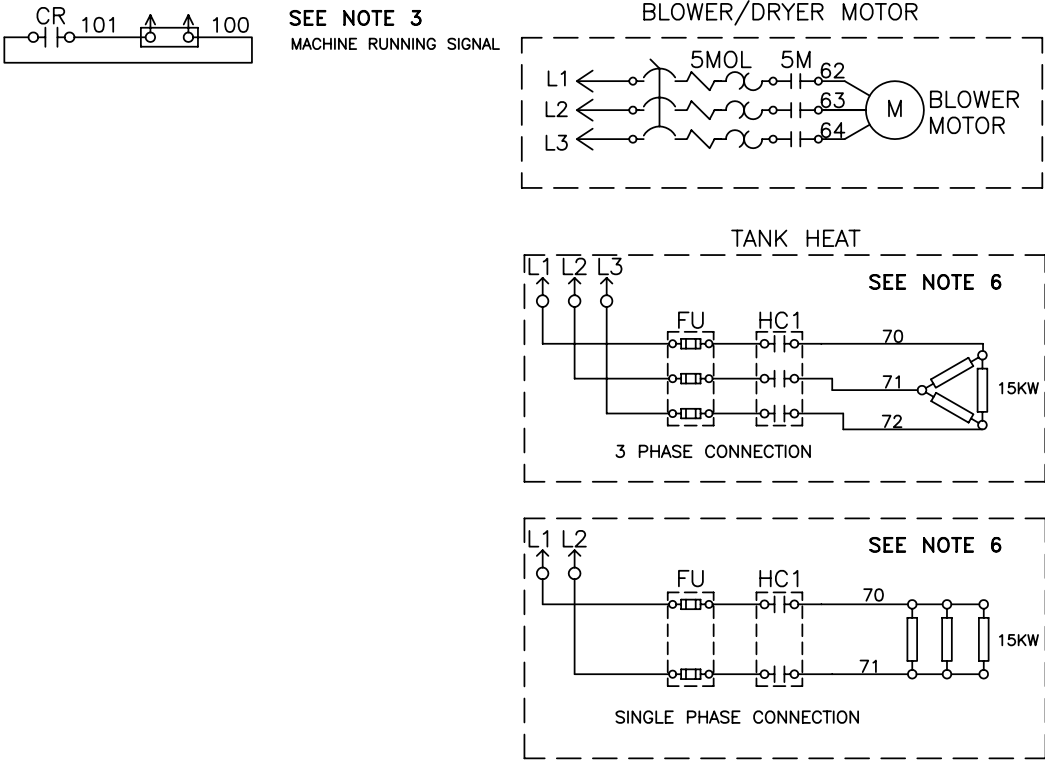 CR
101
100
SEE NOTE 3
MACHINE RUNNING SIGNAL
BLOWER/DRYER MOTOR
5MOL 5M
L1
62
L2
63
L3
64
M
BLOWER
MOTOR
TANK HEAT
L1 L2 L3
SEE NOTE 6
FU
HC1
70
71
72
15KW
3 PHASE CONNECTION
L1 L2
SEE NOTE 6
FU
HC1
70
71
15KW
SINGLE PHASE CONNECTION